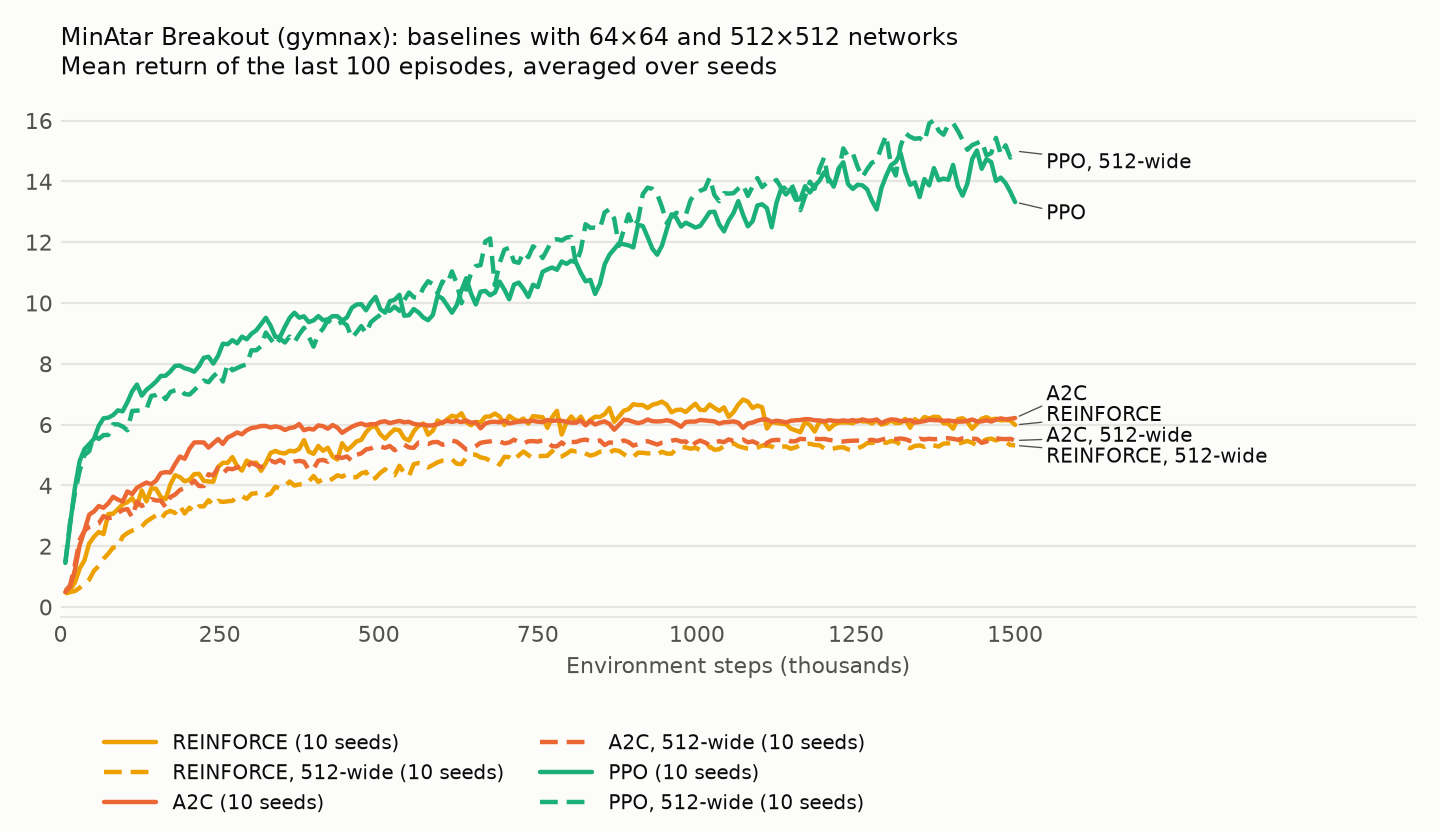 MinAtar Breakout (gymnax): baselines with 64×64 and 512×512 networks
Mean return of the last 100 episodes, averaged over seeds
16
14
12
10
8
6
4
2
0
PPO, 512-wide
PPO
A2C
REINFORCE
A2C, 512-wide
REINFORCE, 512-wide
0 250 500 750 1000 1250 1500
Environment steps (thousands)
REINFORCE (10 seeds)
REINFORCE, 512-wide (10 seeds)
A2C (10 seeds)
A2C, 512-wide (10 seeds)
PPO (10 seeds)
PPO, 512-wide (10 seeds)